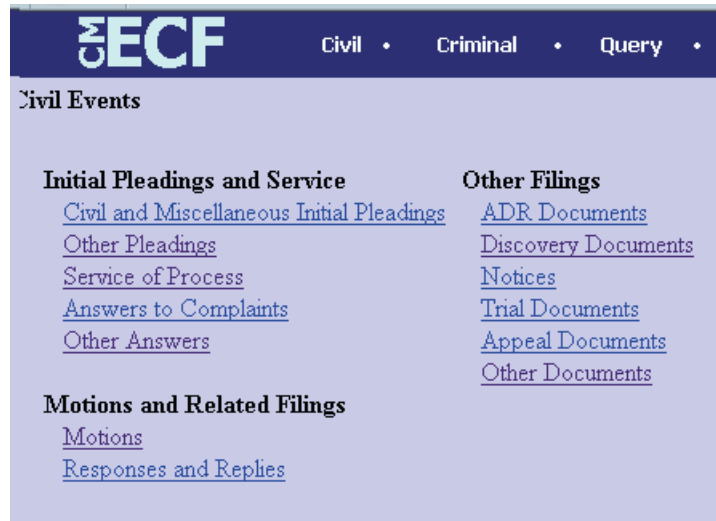 CM ECF Civil • Criminal • Query •
Civil Events
Initial Pleadings and Service
Civil and Miscellaneous Initial Pleadings
Other Pleadings
Service of Process
Answers to Complaints
Other Answers
Motions and Related Filings
Motions
Responses and Replies
Other Filings
ADR Documents
Discovery Documents
Notices
Trial Documents
Appeal Documents
Other Documents